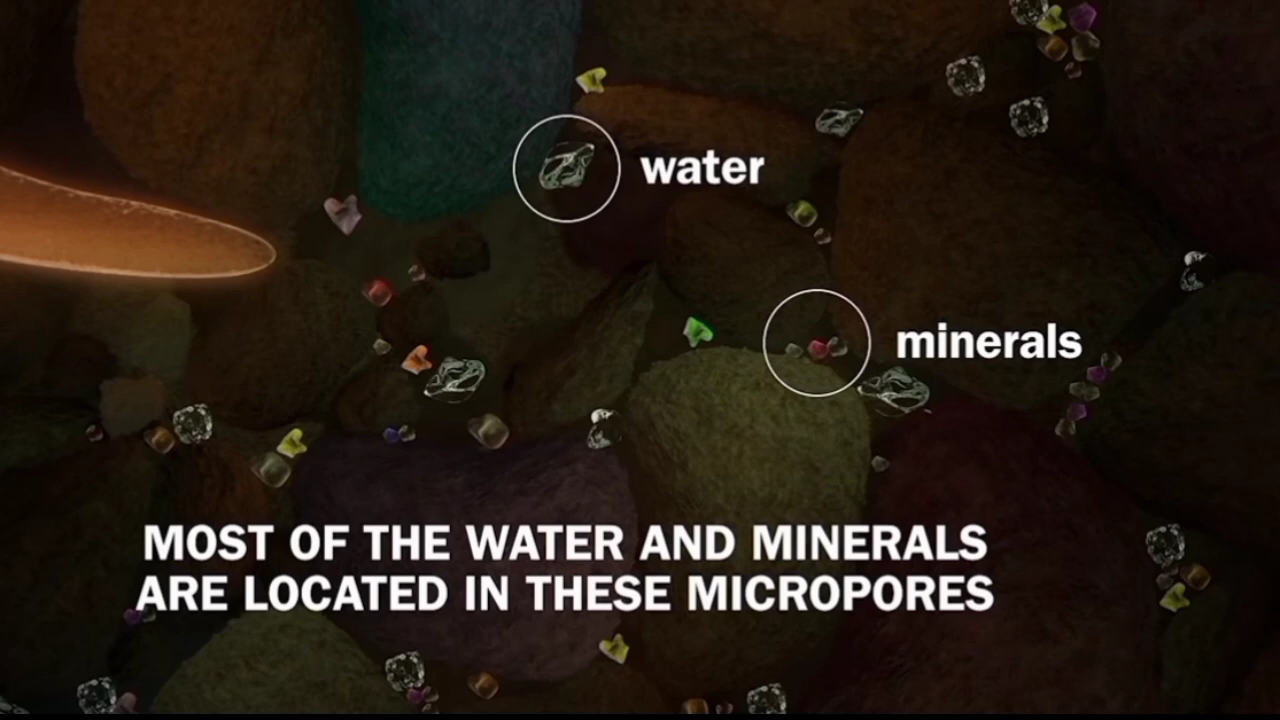 water
minerals
MOST OF THE WATER AND MINERALS
ARE LOCATED IN THESE MICROPORES